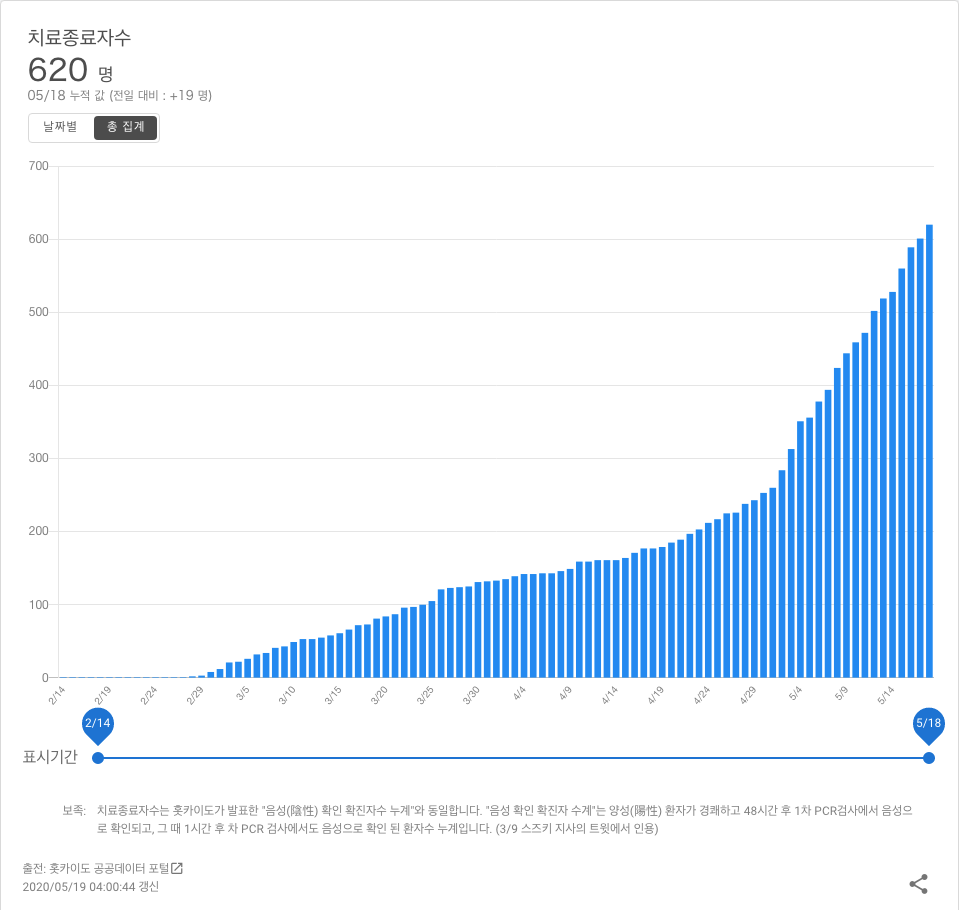 치료종료자수
620 명
05/18 누적 값 (전일 대비 : +19 명)
날짜별 총 집계
700
600
500
400
300
200
100
0
2/14 2/19 2/24 2/29 3/5 3/10 3/15 3/20 3/25 3/30 4/4 4/9 4/14 4/19 4/24 4/29 5/4 5/9 5/14
2/14 5/18
표시기간
보족: 치료종료자수는 홋카이도가 발표한 "음성(陰性) 확인 확진자수 누계"와 동일합니다. "음성 확인 확진자 수계"는 양성(陽性) 환자가 경쾌하고 48시간 후 1차 PCR검사에서 음성으
로 확인되고, 그 때 1시간 후 차 PCR 검사에서도 음성으로 확인 된 환자수 누계입니다. (3/9 스즈키 지사의 트윗에서 인용)
출전: 홋카이도 공공데이터 포털
2020/05/19 04:00:44 갱신